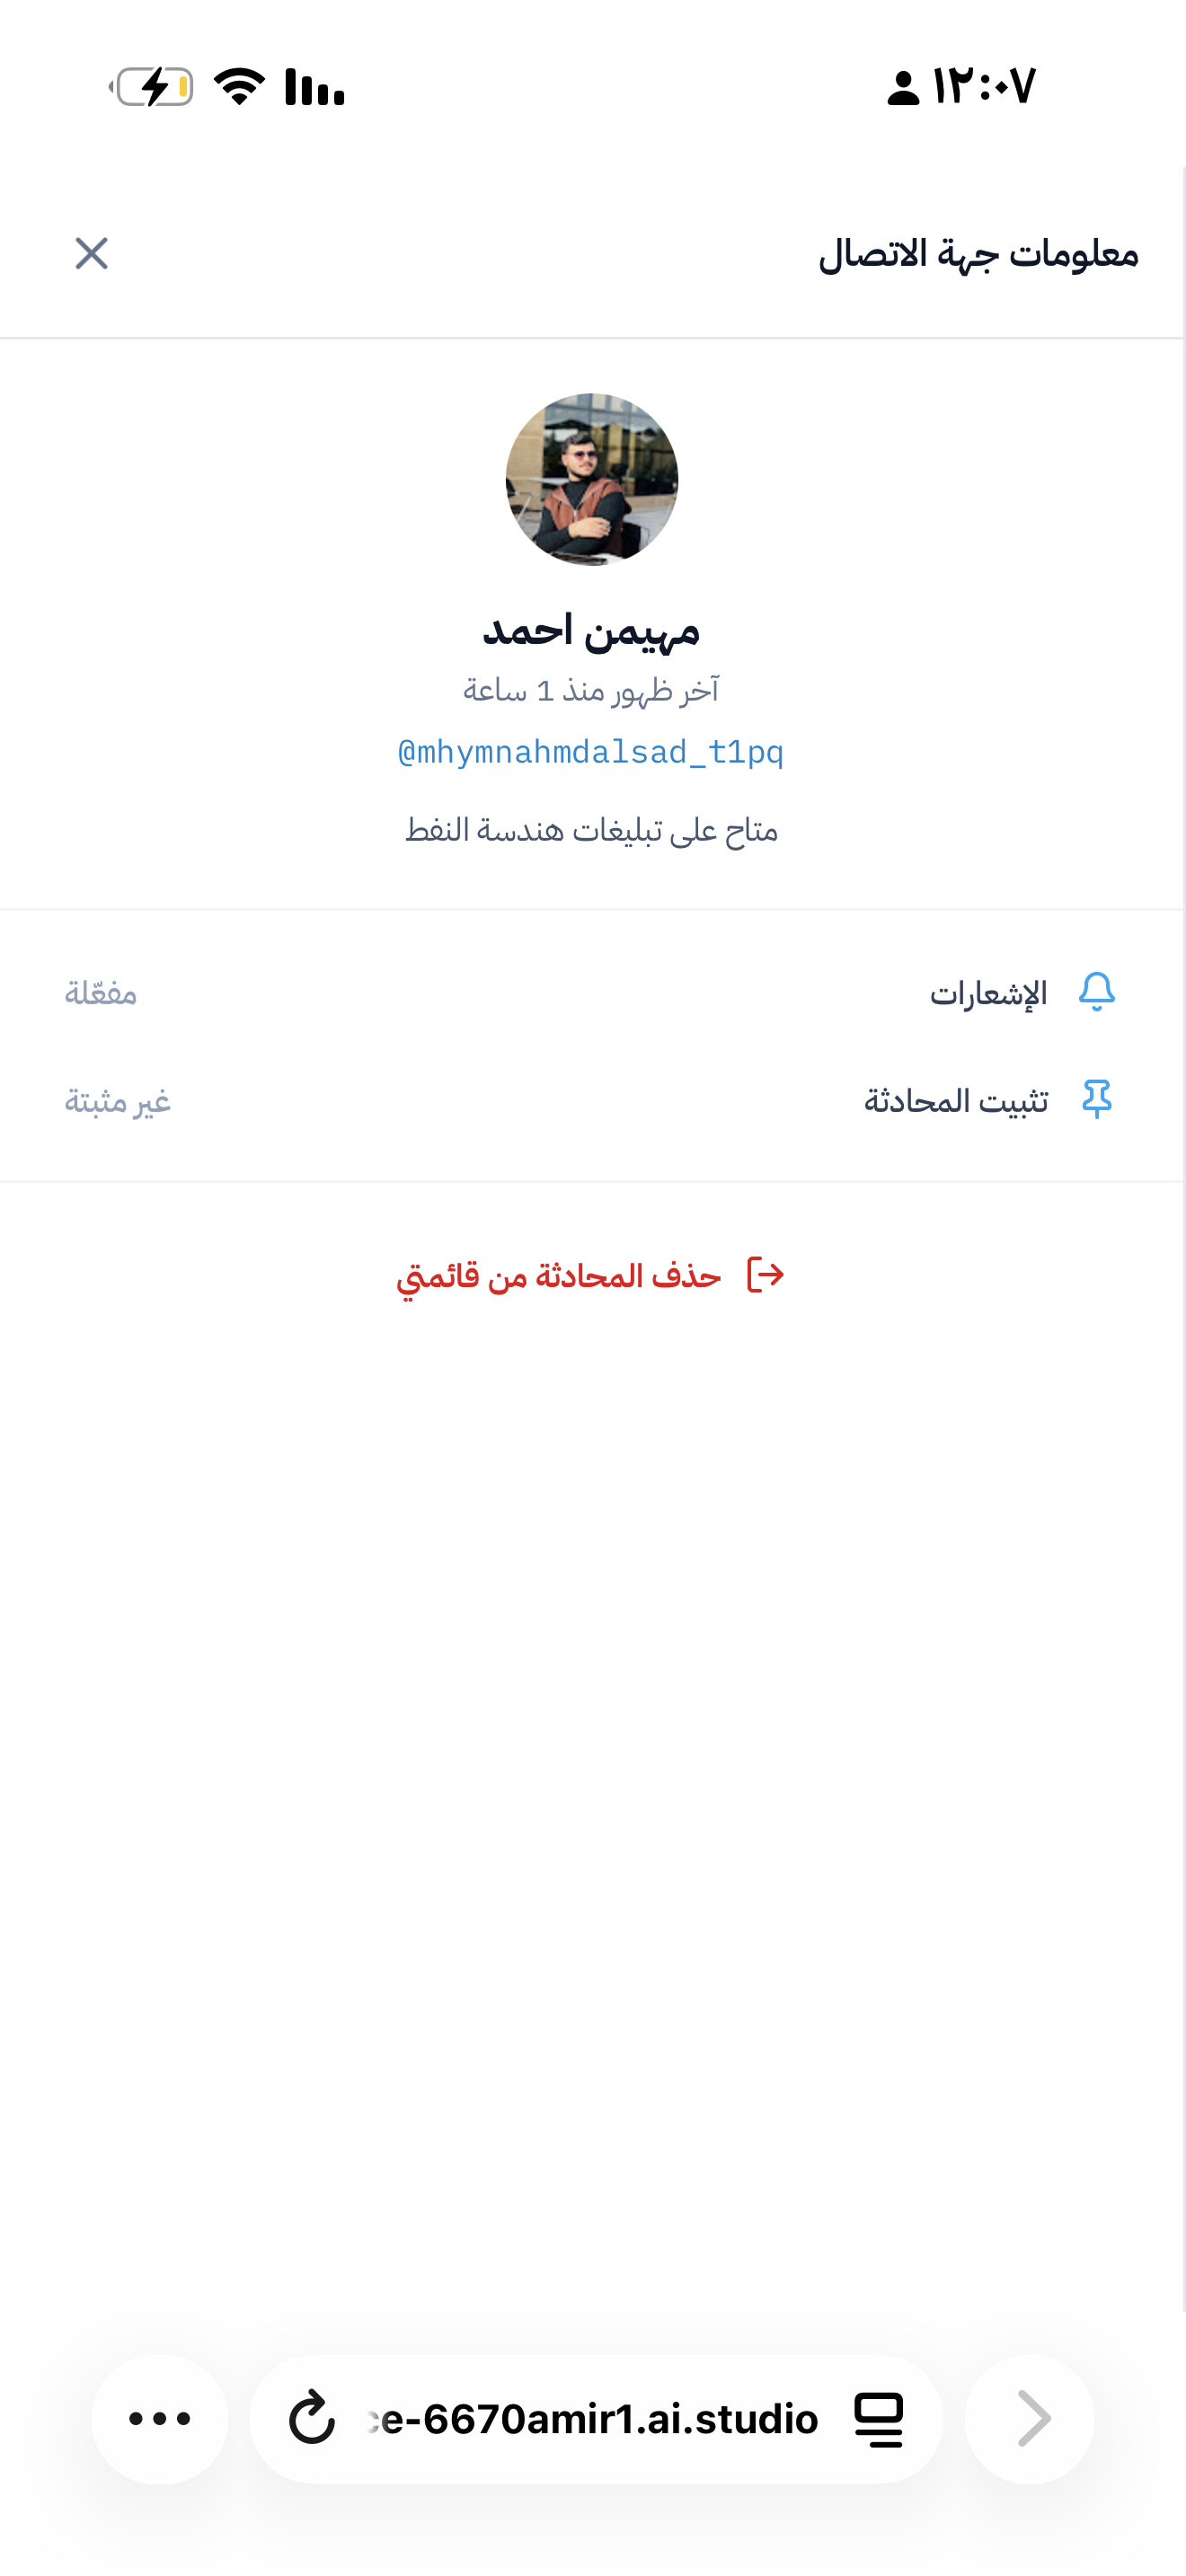 ١٢:٠٧
معلومات جهة الاتصال
مهيمن احمد
آخر ظهور منذ 1 ساعة
@mhymnahmdalsad_t1pq
متاح على تبليغات هندسة النفط
الإشعارات
مفعّلة
تثبيت المحادثة
غير مثبتة
حذف المحادثة من قائمتي
e-6670amir1.ai.studio